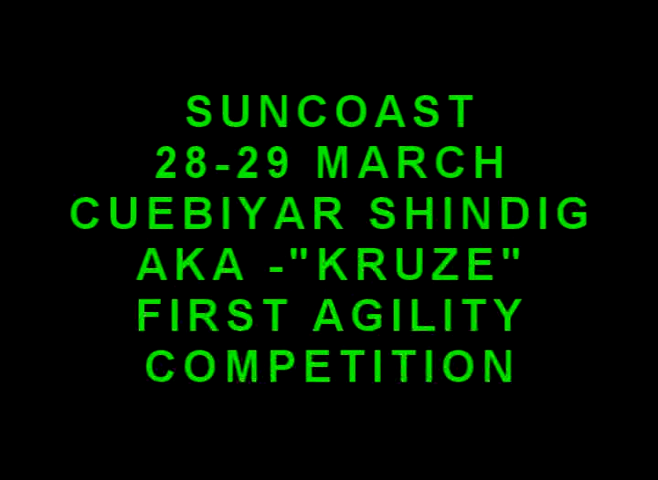 SUNCOAST
28-29 MARCH
CUEBIYAR SHINDIG
AKA -"KRUZE"
FIRST AGILITY
COMPETITION